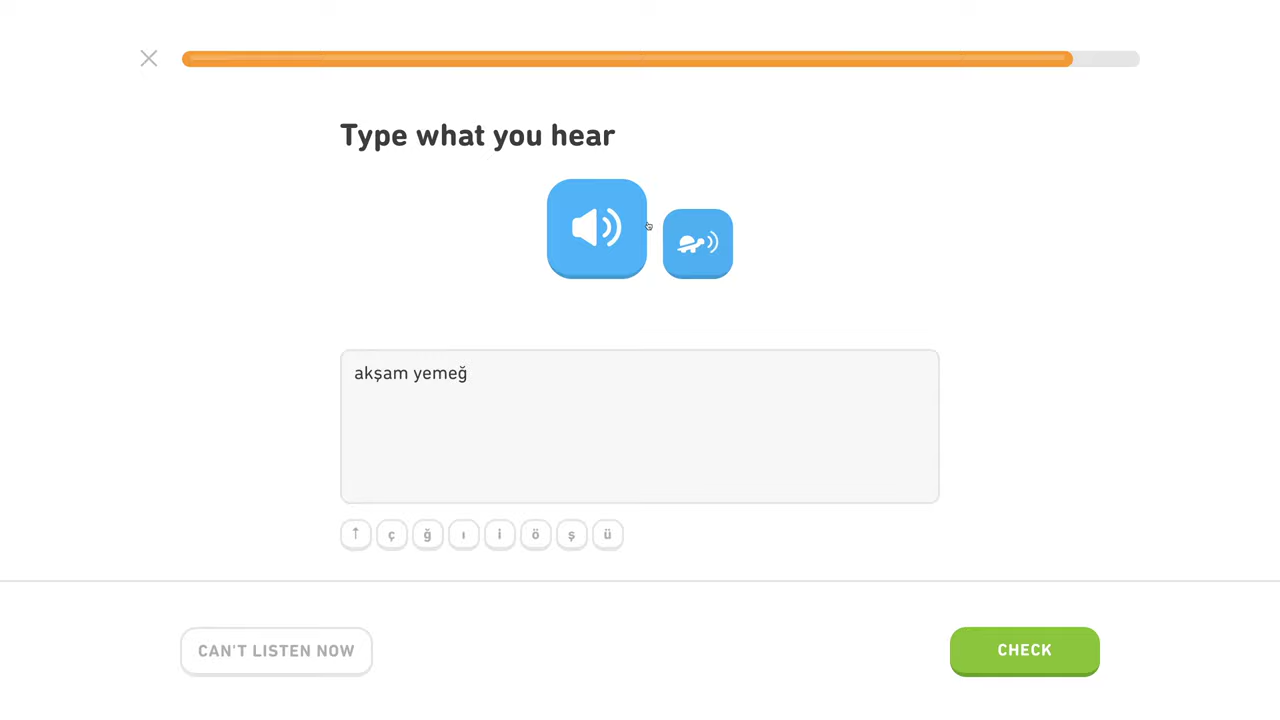 Type what you hear
akşam yemeğ
↑ ç ğ ı i ö ş ü
CAN'T LISTEN NOW
CHECK